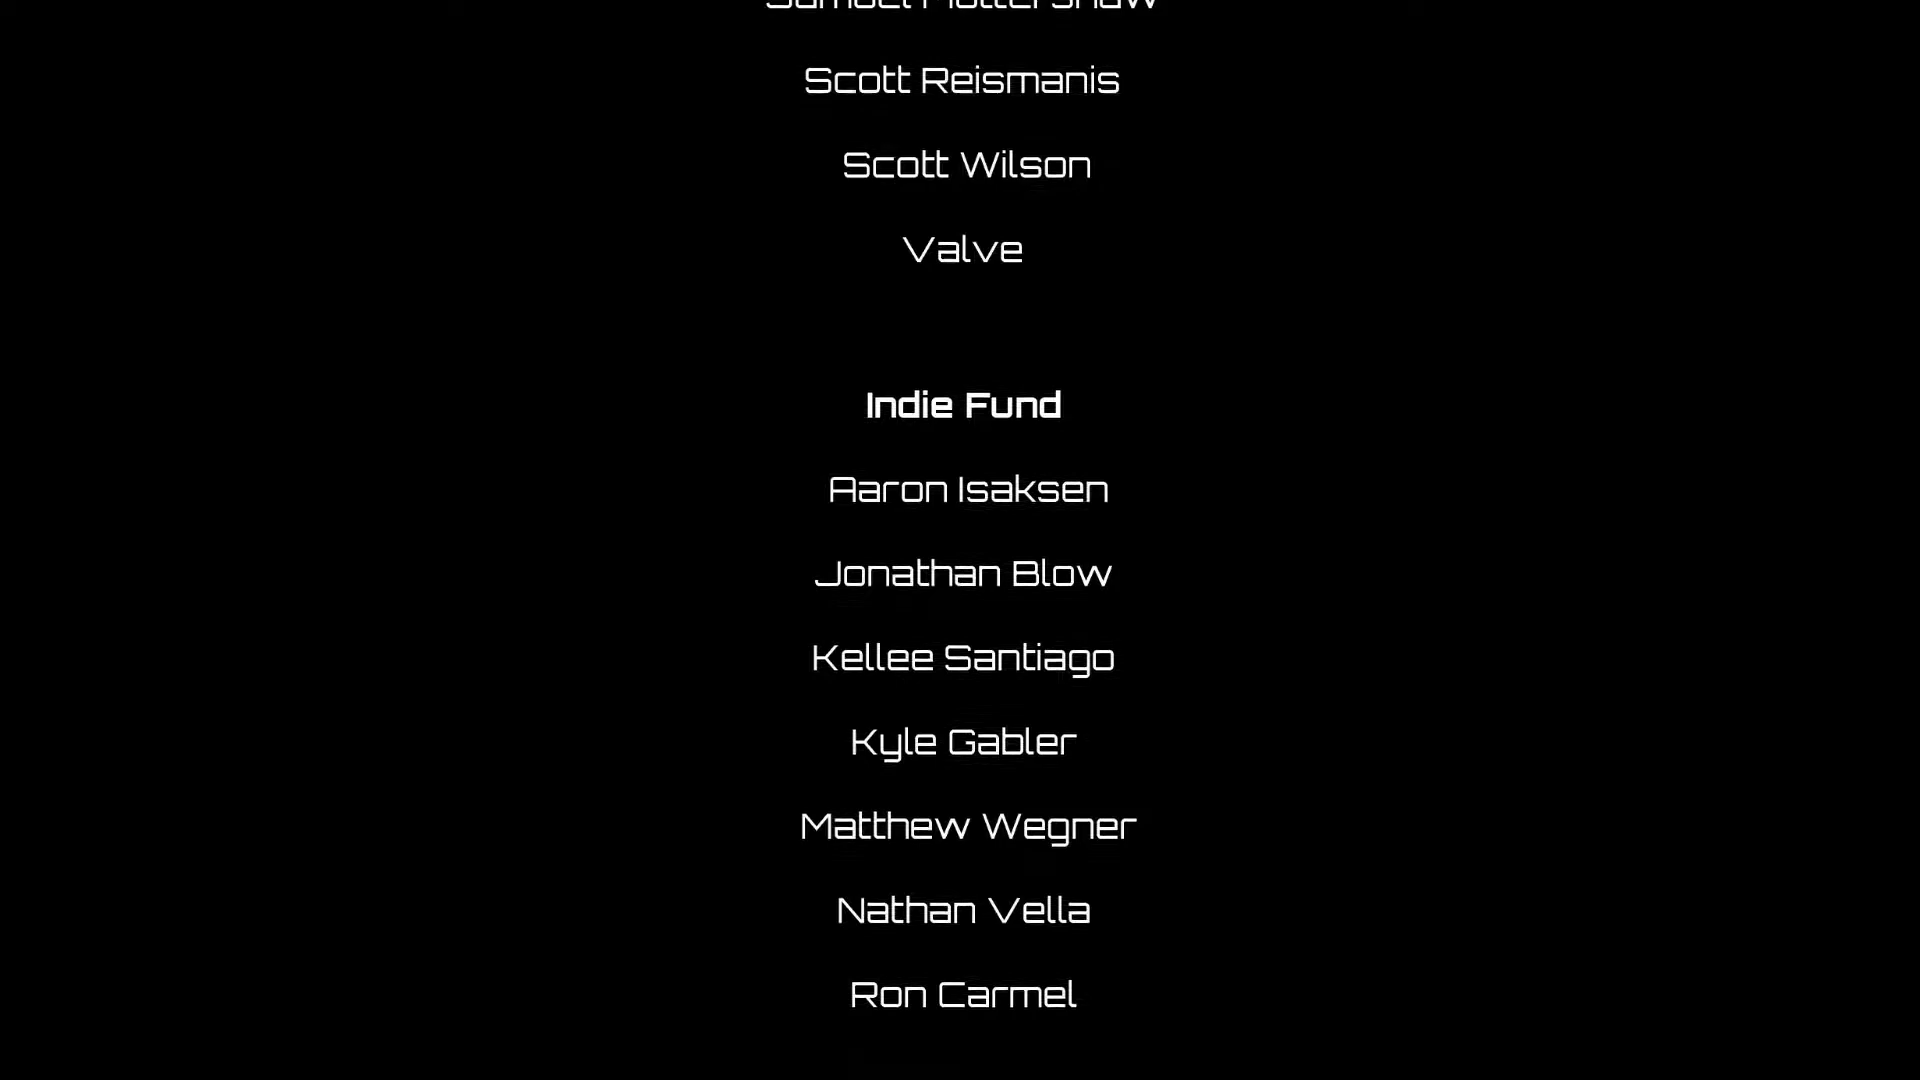 Scott Reismanis
Scott Wilson
Valve
Indie Fund
Aaron Isaksen
Jonathan Blow
Kellee Santiago
Kyle Gabler
Matthew Wegner
Nathan Vella
Ron Carmel